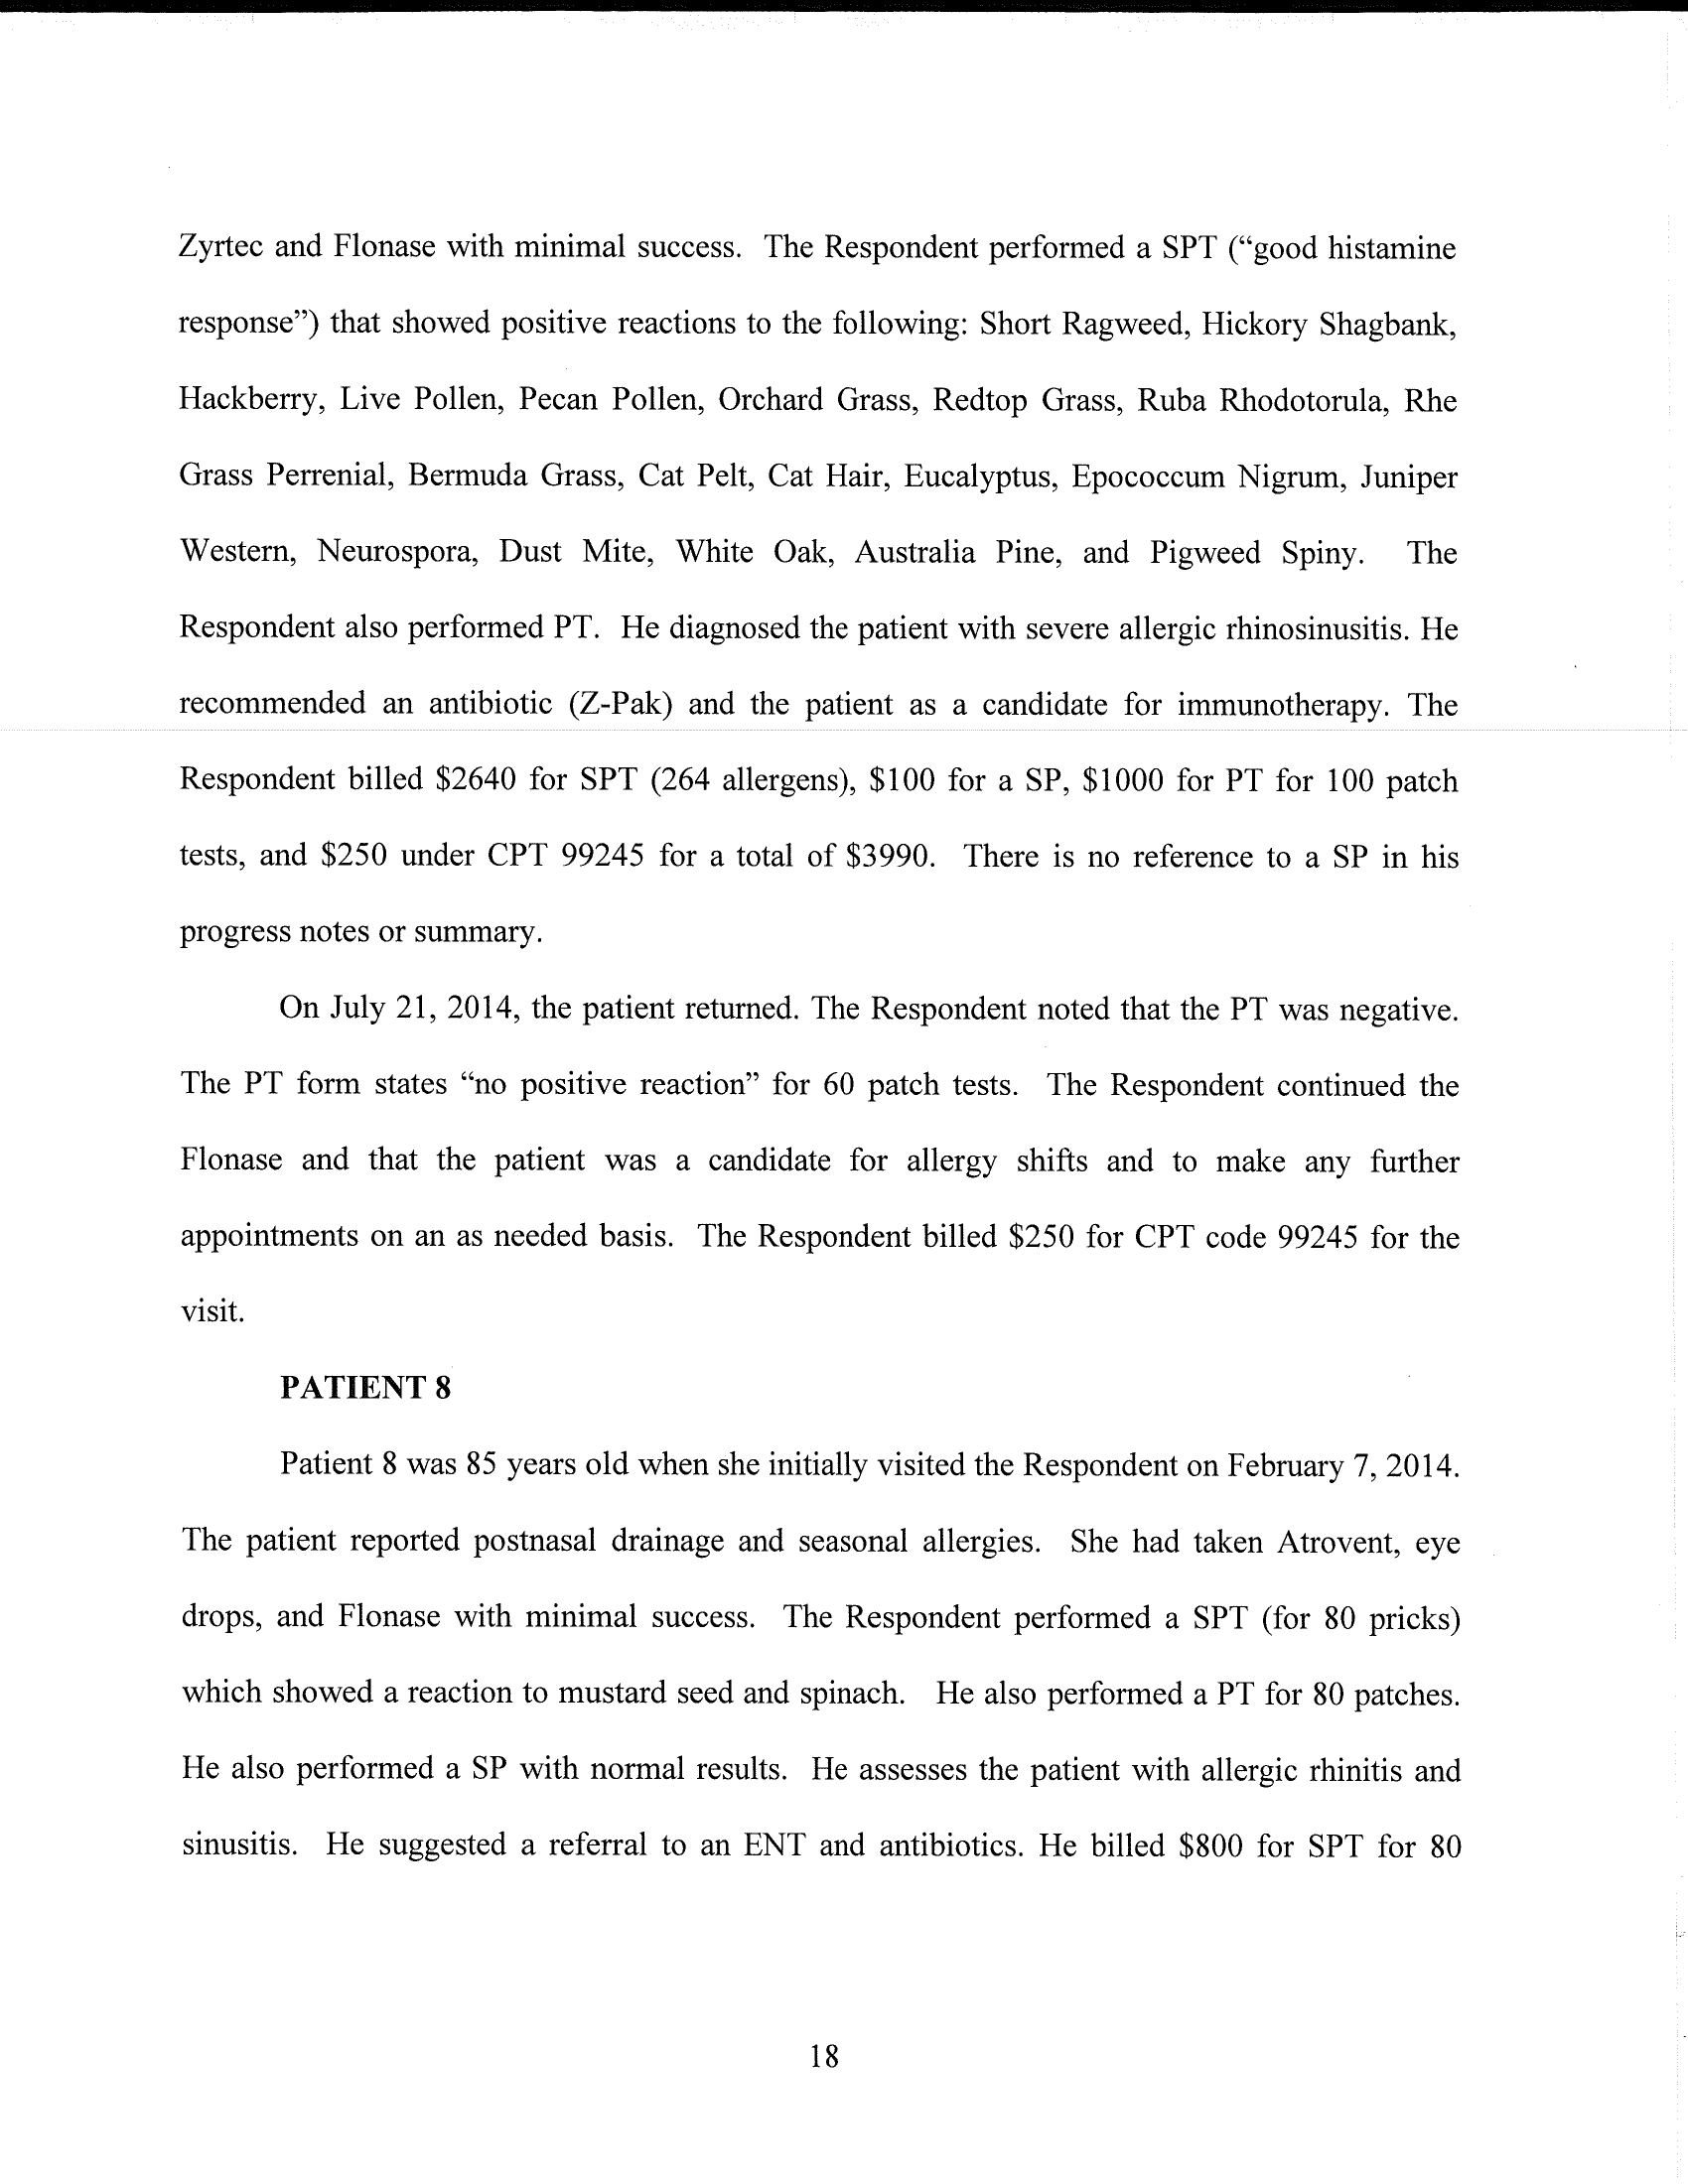 Zyrtec and Flonase with minimal success. The Respondent performed a SPT (“good histamine
response”) that showed positive reactions to the following: Short Ragweed, Hickory Shagbank,
Hackberry, Live Pollen, Pecan Pollen, Orchard Grass, Redtop Grass, Ruba Rhodotorula, Rhe
Grass Perrenial, Bermuda Grass, Cat Pelt, Cat Hair, Eucalyptus, Epococcum Nigrum, Juniper
Western, Neurospora, Dust Mite, White Oak, Australia Pine, and Pigweed Spiny. The
Respondent also performed PT. He diagnosed the patient with severe allergic rhinosinusitis. He
recommended an antibiotic (Z-Pak) and the patient as a candidate for immunotherapy. The
Respondent billed $2640 for SPT (264 allergens), $100 for a SP, $1000 for PT for 100 patch
tests, and $250 under CPT 99245 for a total of $3990. There is no reference to a SP in his
progress notes or summary.
On July 21, 2014, the patient returned. The Respondent noted that the PT was negative.
The PT form states “no positive reaction” for 60 patch tests. The Respondent continued the
Flonase and that the patient was a candidate for allergy shifts and to make any further
appointments on an as needed basis. The Respondent billed $250 for CPT code 99245 for the
visit.
PATIENT 8
Patient 8 was 85 years old when she initially visited the Respondent on February 7, 2014.
The patient reported postnasal drainage and seasonal allergies. She had taken Atrovent, eye
drops, and Flonase with minimal success. The Respondent performed a SPT (for 80 pricks)
which showed a reaction to mustard seed and spinach. He also performed a PT for 80 patches.
He also performed a SP with normal results. He assesses the patient with allergic rhinitis and
sinusitis. He suggested a referral to an ENT and antibiotics. He billed $800 for SPT for 80
18